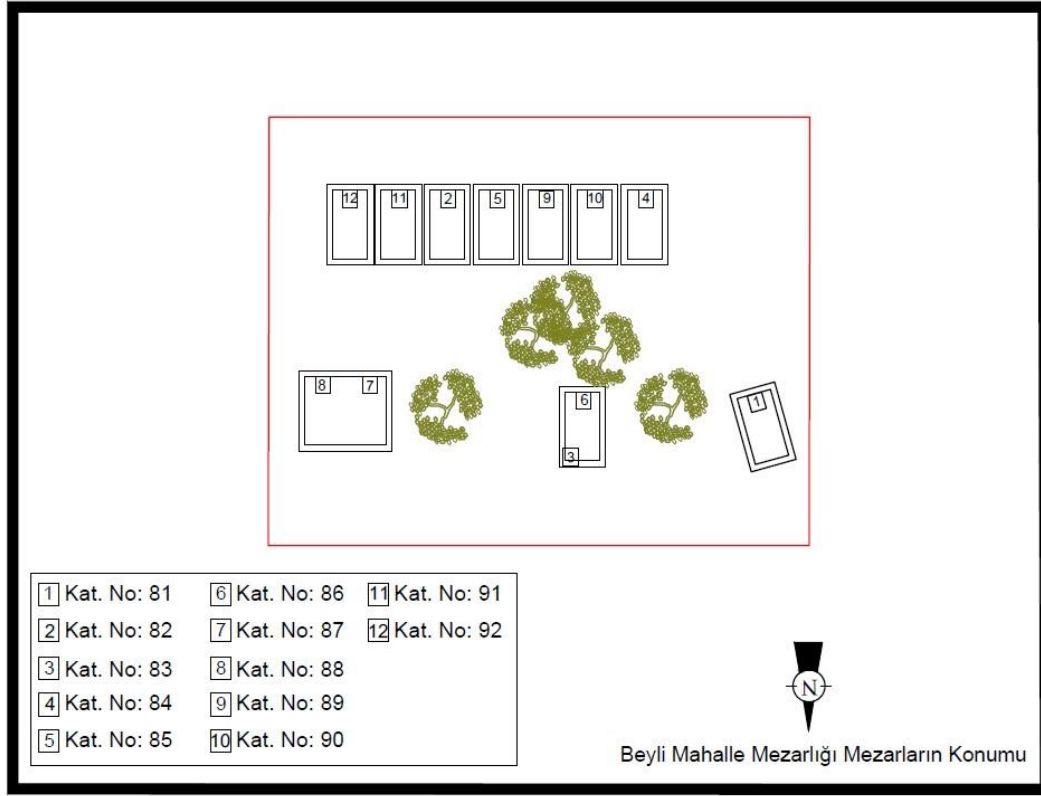 12 11 2 5 9 10 4
8 7 6 1
3
1 Kat. No: 81 6 Kat. No: 86 11 Kat. No: 91
2 Kat. No: 82 7 Kat. No: 87 12 Kat. No: 92
3 Kat. No: 83 8 Kat. No: 88
4 Kat. No: 84 9 Kat. No: 89
5 Kat. No: 85 10 Kat. No: 90
N
Beyli Mahalle Mezarlığı Mezarların Konumu